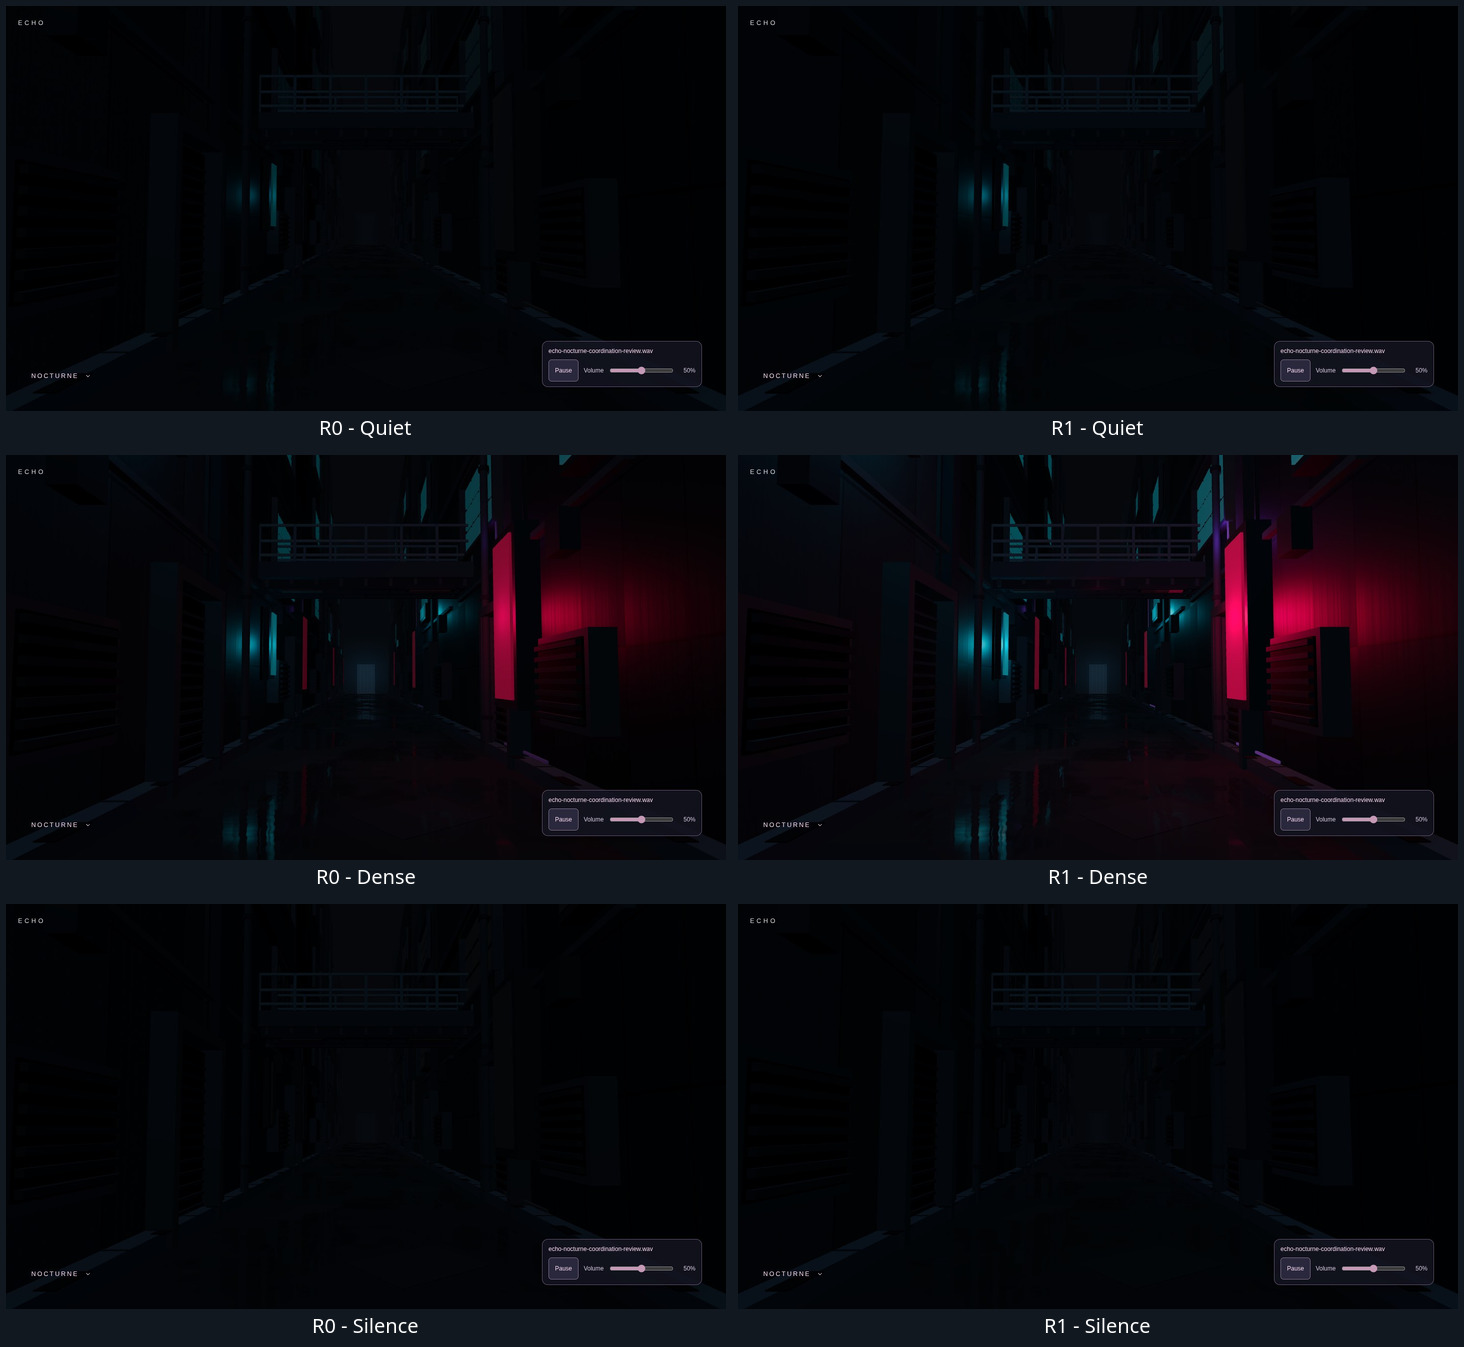 ECHO
echo-nocturne-coordination-review.wav
Pause Volume 50%
NOCTURNE
R0 - Quiet
ECHO
echo-nocturne-coordination-review.wav
Pause Volume 50%
NOCTURNE
R1 - Quiet
ECHO
echo-nocturne-coordination-review.wav
Pause Volume 50%
NOCTURNE
R0 - Dense
ECHO
echo-nocturne-coordination-review.wav
Pause Volume 50%
NOCTURNE
R1 - Dense
ECHO
echo-nocturne-coordination-review.wav
Pause Volume 50%
NOCTURNE
R0 - Silence
ECHO
echo-nocturne-coordination-review.wav
Pause Volume 50%
NOCTURNE
R1 - Silence